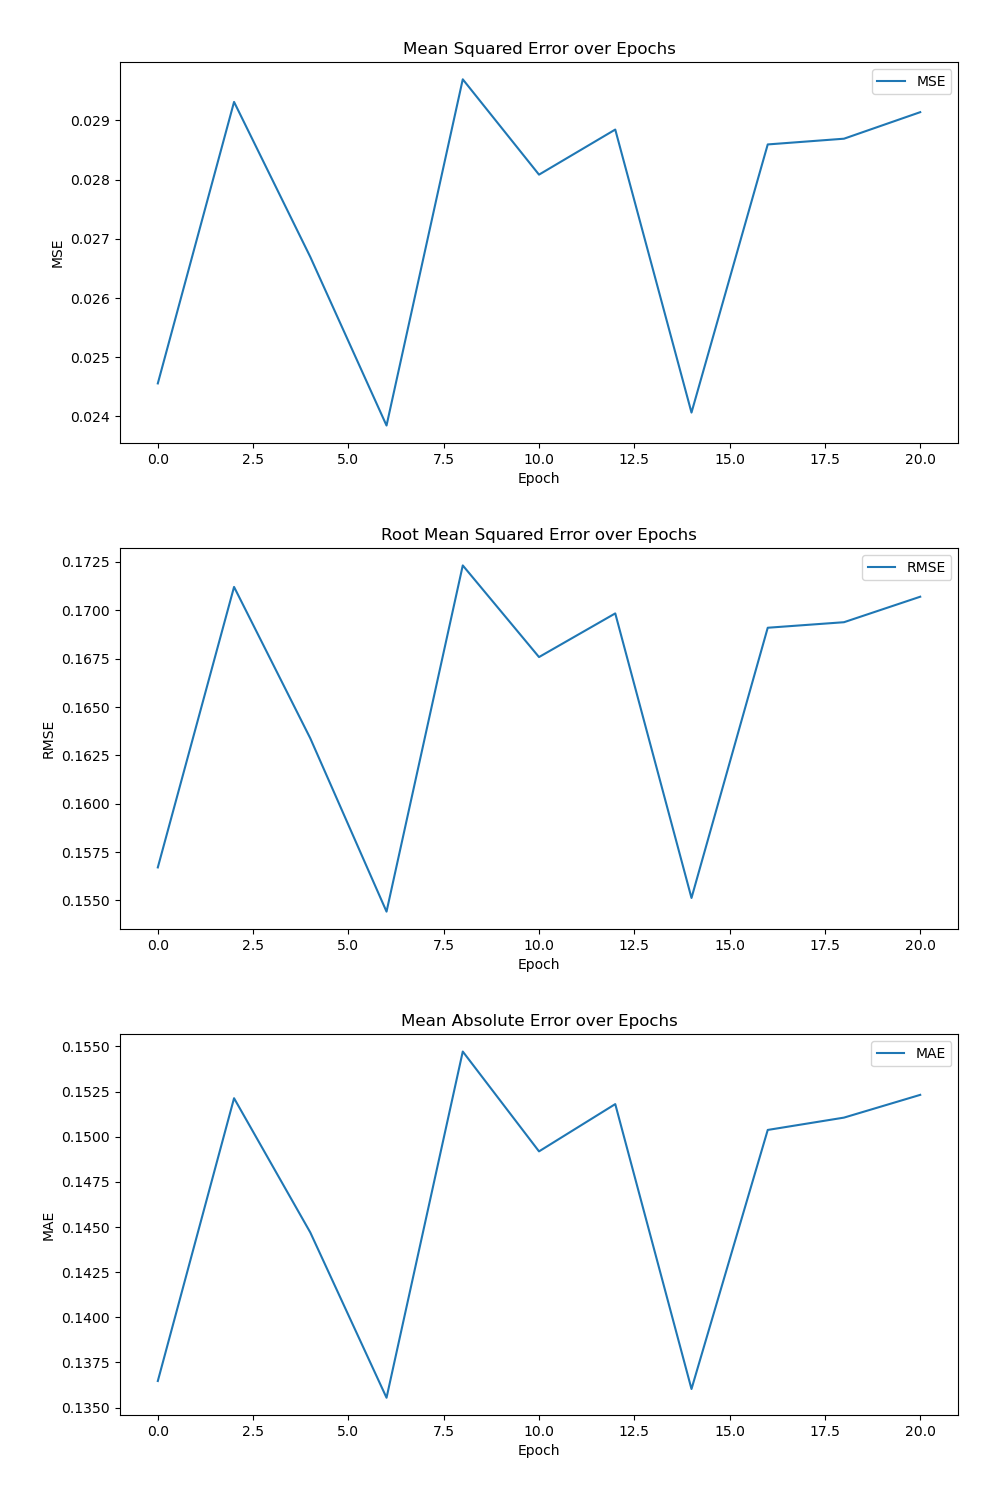 Mean Squared Error over Epochs
MSE
0.029
0.028
0.027
0.026
0.025
0.024
MSE
0.0 2.5 5.0 7.5 10.0 12.5 15.0 17.5 20.0
Epoch
Root Mean Squared Error over Epochs
RMSE
0.1725
0.1700
0.1675
0.1650
0.1625
0.1600
0.1575
0.1550
RMSE
0.0 2.5 5.0 7.5 10.0 12.5 15.0 17.5 20.0
Epoch
Mean Absolute Error over Epochs
MAE
0.1550
0.1525
0.1500
0.1475
0.1450
0.1425
0.1400
0.1375
0.1350
MAE
0.0 2.5 5.0 7.5 10.0 12.5 15.0 17.5 20.0
Epoch